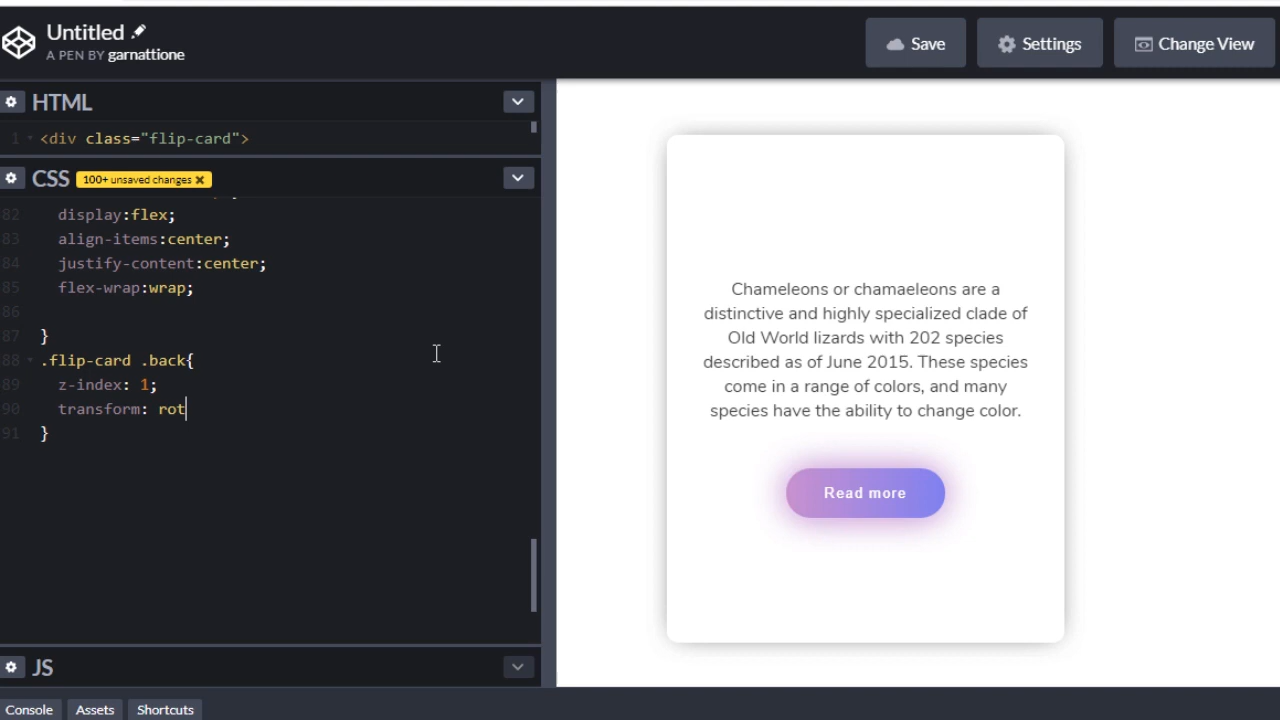 Untitled
A PEN BY garnattione
Save
Settings
Change View
HTML
1 <div class="flip-card">
CSS
100+ unsaved changes ×
82 display:flex;
83 align-items:center;
84 justify-content:center;
85 flex-wrap:wrap;
86
87 }
88 .flip-card .back{
89 z-index: 1;
90 transform: rot
91 }
JS
Console
Assets
Shortcuts
Chameleons or chamaeleons are a
distinctive and highly specialized clade of
Old World lizards with 202 species
described as of June 2015. These species
come in a range of colors, and many
species have the ability to change color.
Read more